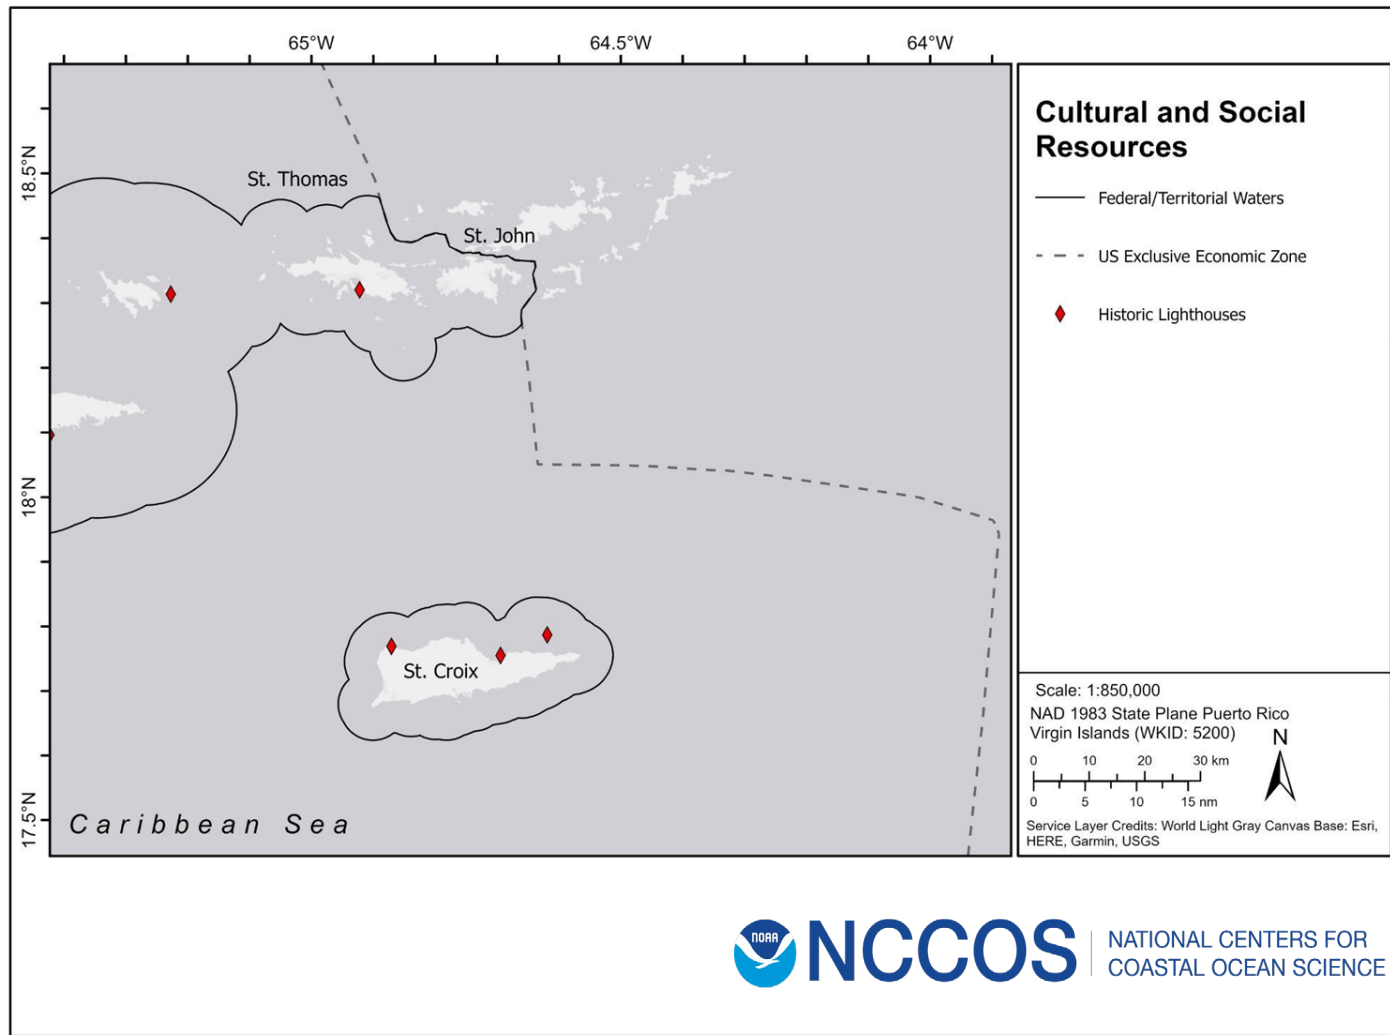 65°W
64.5°W
64°W
18.5°N
18°N
17.5°N
St. Thomas
St. John
St. Croix
Caribbean Sea
Cultural and Social
Resources
Federal/Territorial Waters
US Exclusive Economic Zone
Historic Lighthouses
Scale: 1:850,000
NAD 1983 State Plane Puerto Rico
Virgin Islands (WKID: 5200)
N
0 10 20 30 km
0 5 10 15 nm
Service Layer Credits: World Light Gray Canvas Base: Esri,
HERE, Garmin, USGS
NOAA
NCCOS
NATIONAL CENTERS FOR
COASTAL OCEAN SCIENCE